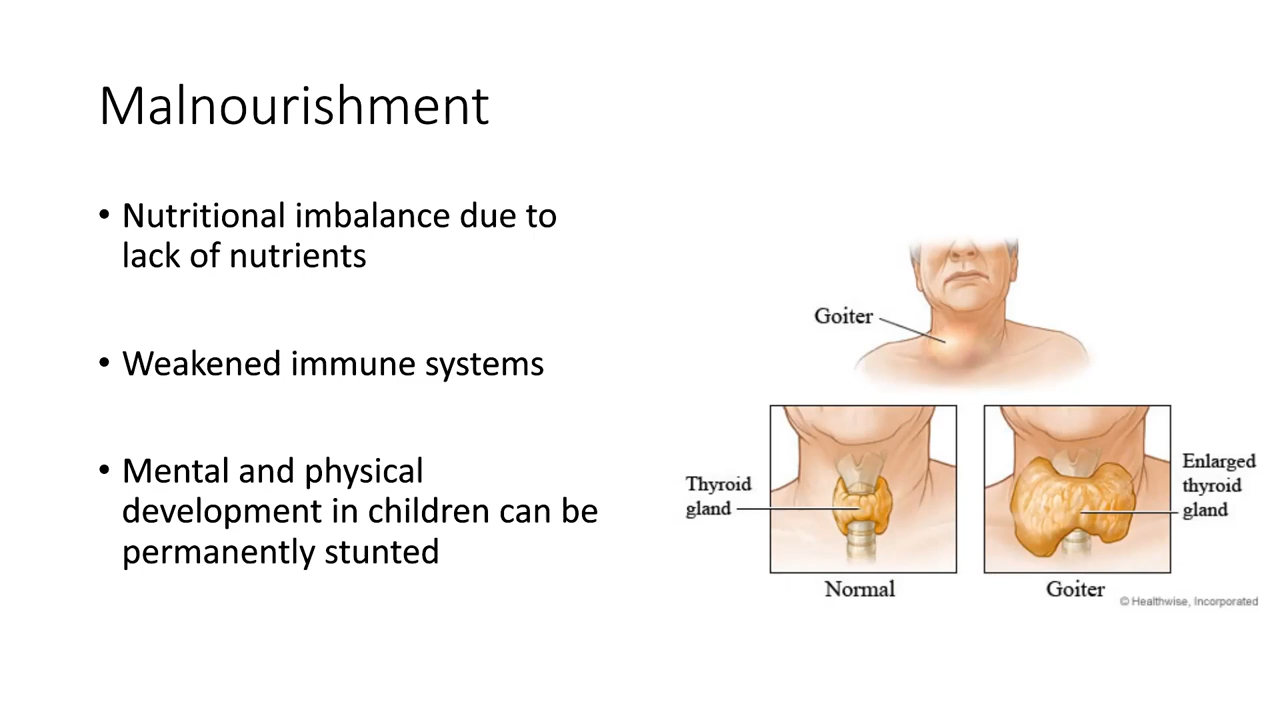 Malnourishment
• Nutritional imbalance due to
lack of nutrients
• Weakened immune systems
• Mental and physical
development in children can be
permanently stunted
Goiter
Thyroid
gland
Enlarged
thyroid
gland
Normal
Goiter
© Healthwise, Incorporated